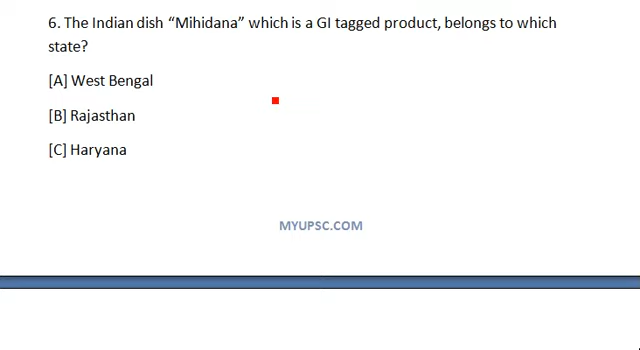 6. The Indian dish “Mihidana” which is a GI tagged product, belongs to which
state?
[A] West Bengal
[B] Rajasthan
[C] Haryana
MYUPSC.COM